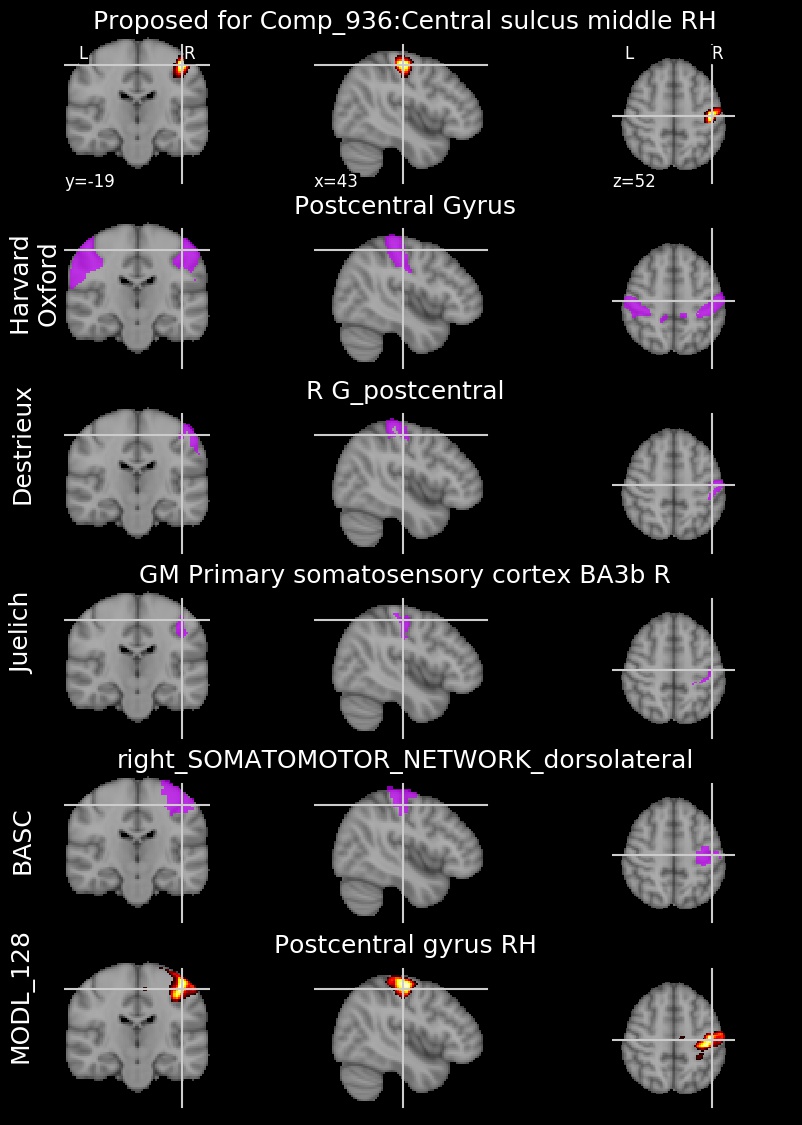 Proposed for Comp_936:Central sulcus middle RH
L
R
L
R
y=-19
x=43
z=52
Postcentral Gyrus
Harvard
Oxford
R G_postcentral
Destrieux
GM Primary somatosensory cortex BA3b R
Juelich
right_SOMATOMOTOR_NETWORK_dorsolateral
BASC
Postcentral gyrus RH
MODL_128